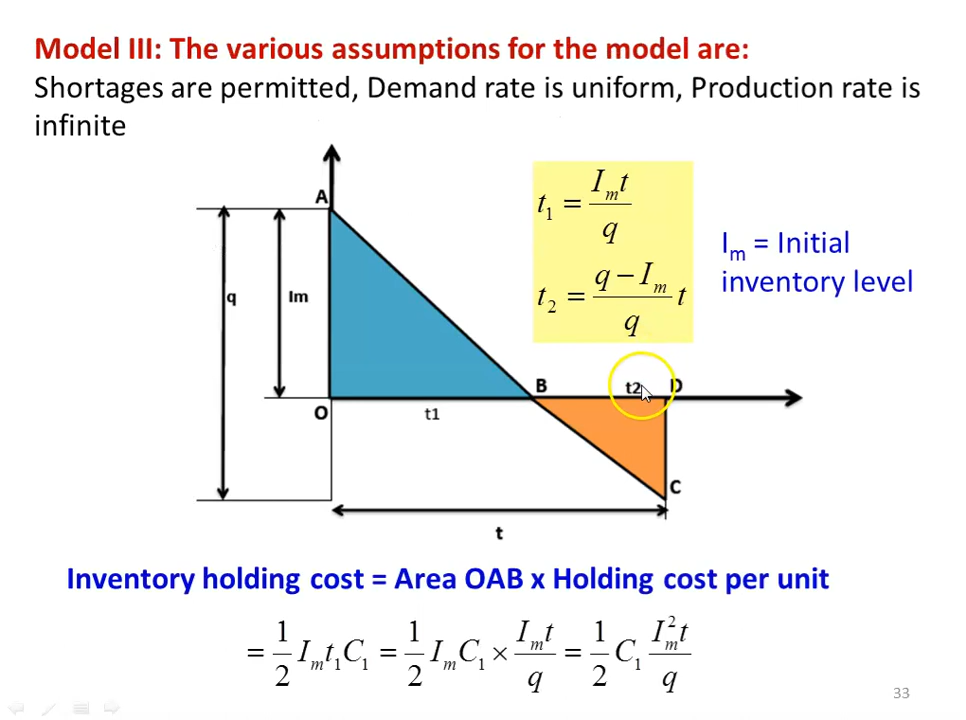 Model III: The various assumptions for the model are:
Shortages are permitted, Demand rate is uniform, Production rate is
infinite
A
t₁ = Iₘt / q
q
Im
Iₘ = Initial
inventory level
t₂ = (q − Iₘ) / q t
B
t2
D
O
t1
C
t
Inventory holding cost = Area OAB x Holding cost per unit
= 1/2 Iₘt₁C₁ = 1/2 IₘC₁ × Iₘt/q = 1/2 C₁ Iₘ²t/q
33